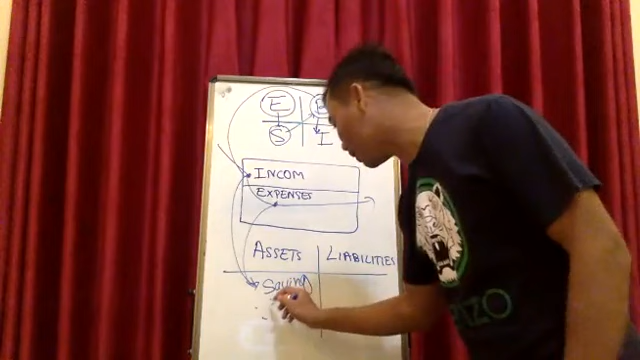 E B
S I
INCOM
EXPENSES
ASSETS LIABILITIES
Saving